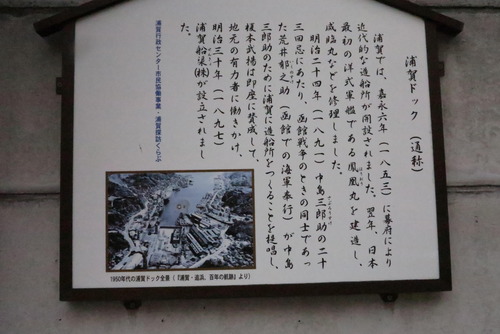 浦賀ドック（通称）
浦賀では、嘉永六年（一八五三）に幕府により
近代的な造船所が開設されました。翌年、日本
最初の洋式軍艦である鳳凰丸を建造し、
咸臨丸などを修理しました。
明治二十四年（一八九一）中島三郎助の二十
三回忌にあたり、函館戦争のときの同士であっ
た荒井郁之助（函館での海軍奉行）が中島
三郎助のために浦賀に造船所をつくることを提唱し、
榎本武揚は即座に賛成して、
地元の有力者に働きかけ、
明治三十年（一八九七）
浦賀船渠（株）が設立されまし
た。
浦賀行政センター市民協働事業・浦賀探訪くらぶ
1950年代の浦賀ドック全景（『浦賀・追浜、百年の航跡』より）